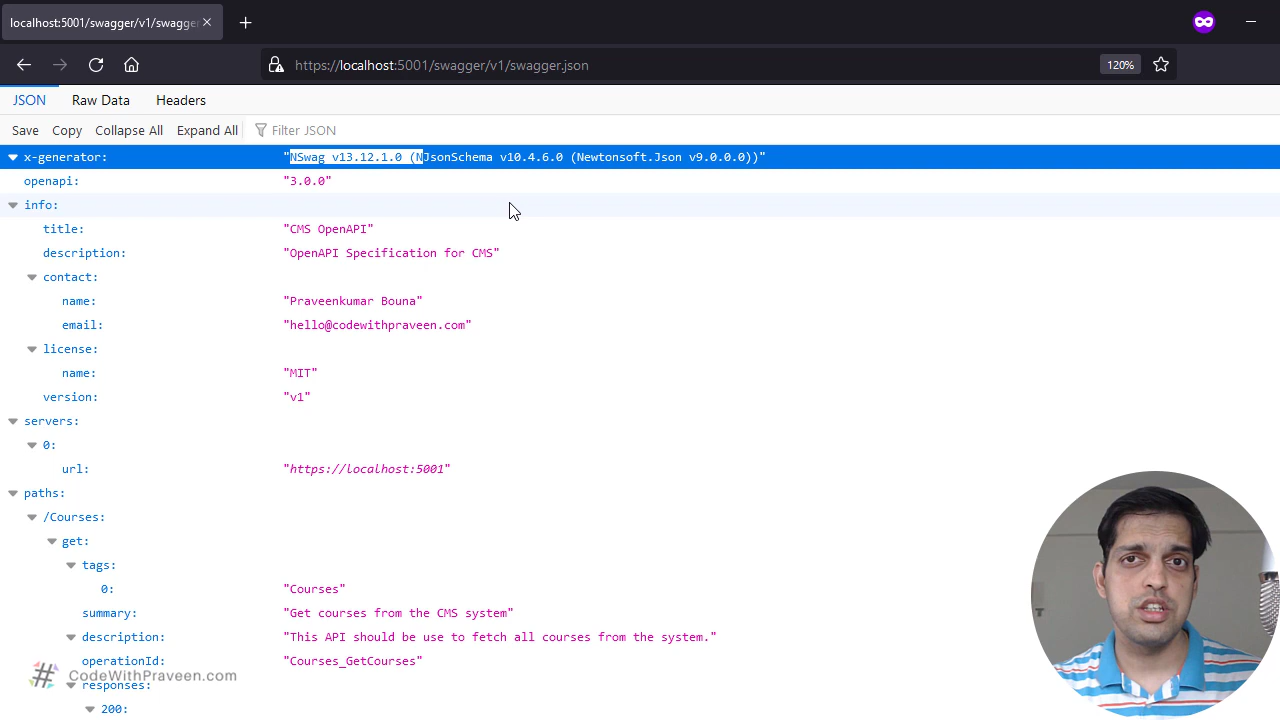 localhost:5001/swagger/v1/swagger
https://localhost:5001/swagger/v1/swagger.json 120%
JSON Raw Data Headers
Save Copy Collapse All Expand All Filter JSON
x-generator: "NSwag v13.12.1.0 (NJsonSchema v10.4.6.0 (Newtonsoft.Json v9.0.0.0))"
openapi: "3.0.0"
info:
title: "CMS OpenAPI"
description: "OpenAPI Specification for CMS"
contact:
name: "Praveenkumar Bouna"
email: "hello@codewithpraveen.com"
license:
name: "MIT"
version: "v1"
servers:
0:
url: "https://localhost:5001"
paths:
/Courses:
get:
tags:
0: "Courses"
summary: "Get courses from the CMS system"
description: "This API should be use to fetch all courses from the system."
operationId: "Courses_GetCourses"
# CodeWithPraveen.com
responses:
200: